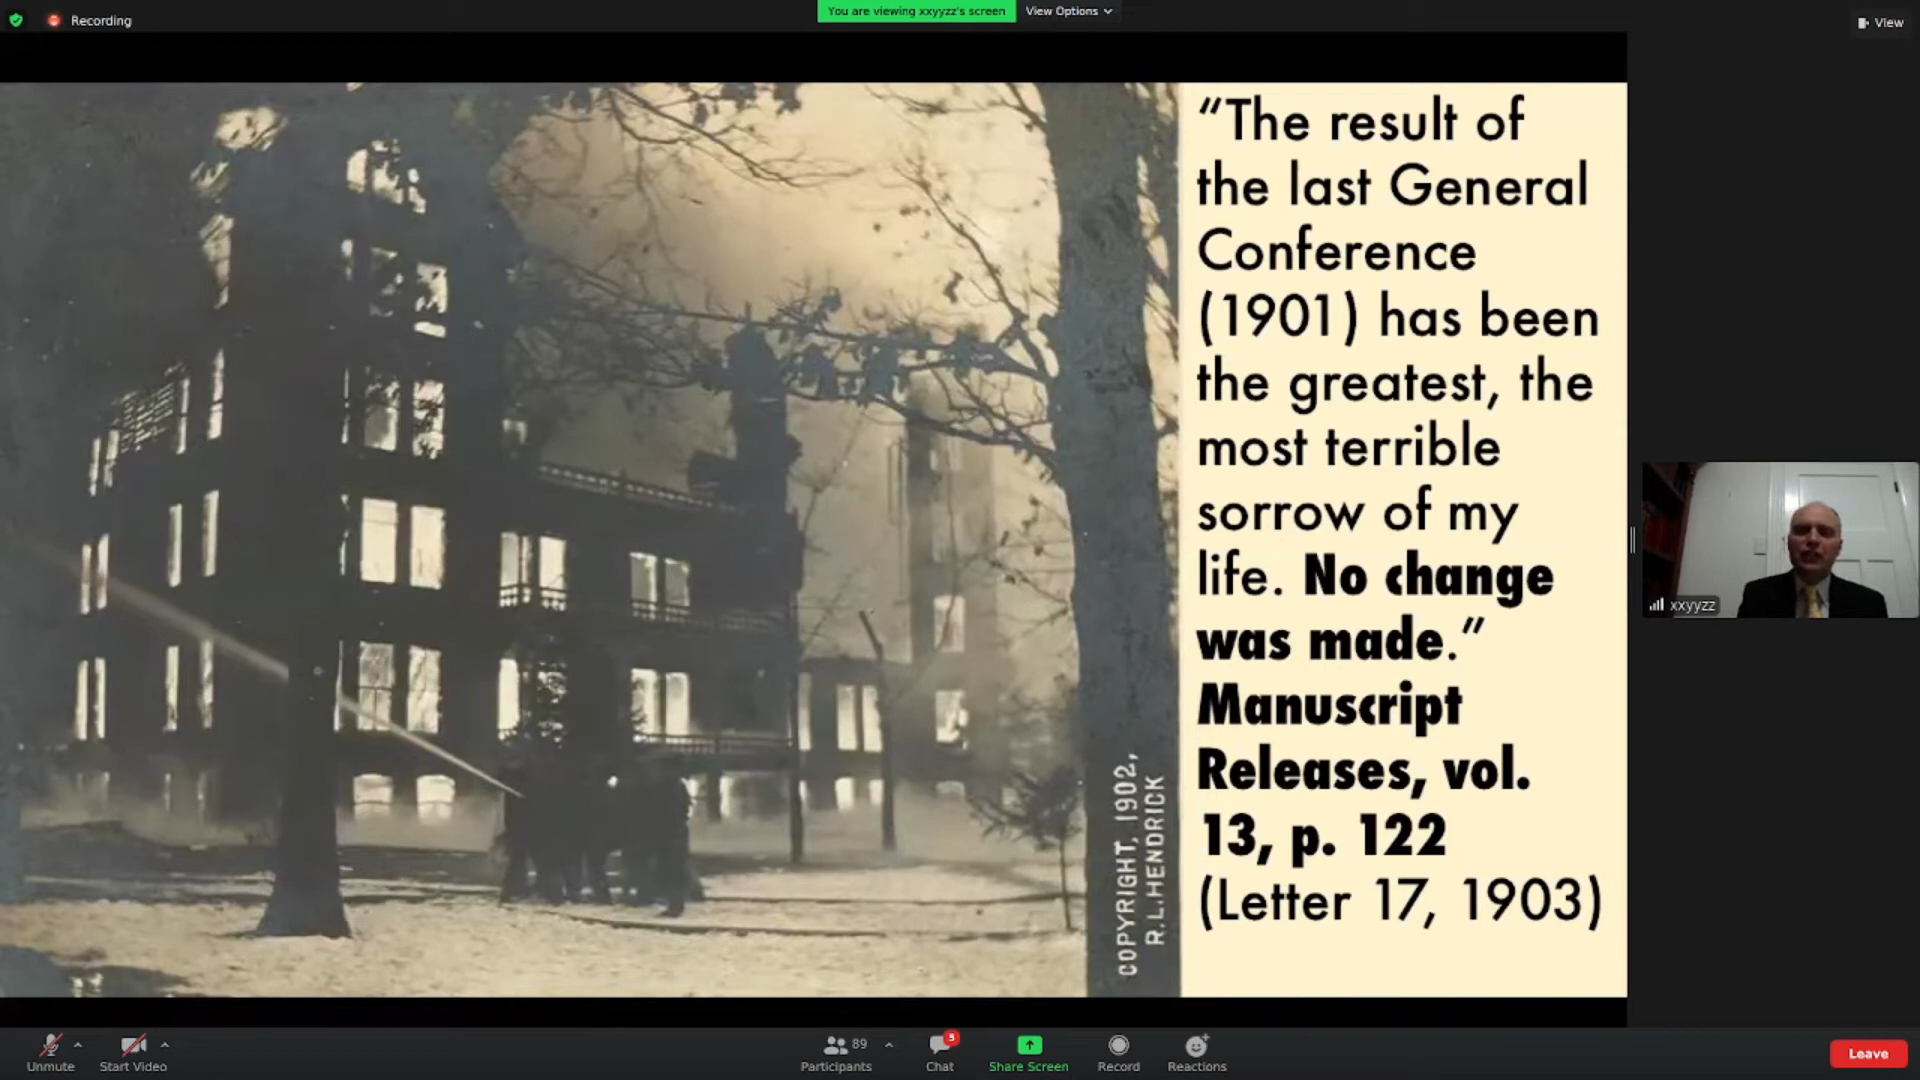 Recording
You are viewing xxyyzz's screen
View Options
View
“The result of
the last General
Conference
(1901) has been
the greatest, the
most terrible
sorrow of my
life. No change
was made.”
Manuscript
Releases, vol.
13, p. 122
(Letter 17, 1903)
COPYRIGHT, 1902,
R.L.HENDRICK
xxyyzz
Unmute
Start Video
89
Participants
5
Chat
Share Screen
Record
Reactions
Leave